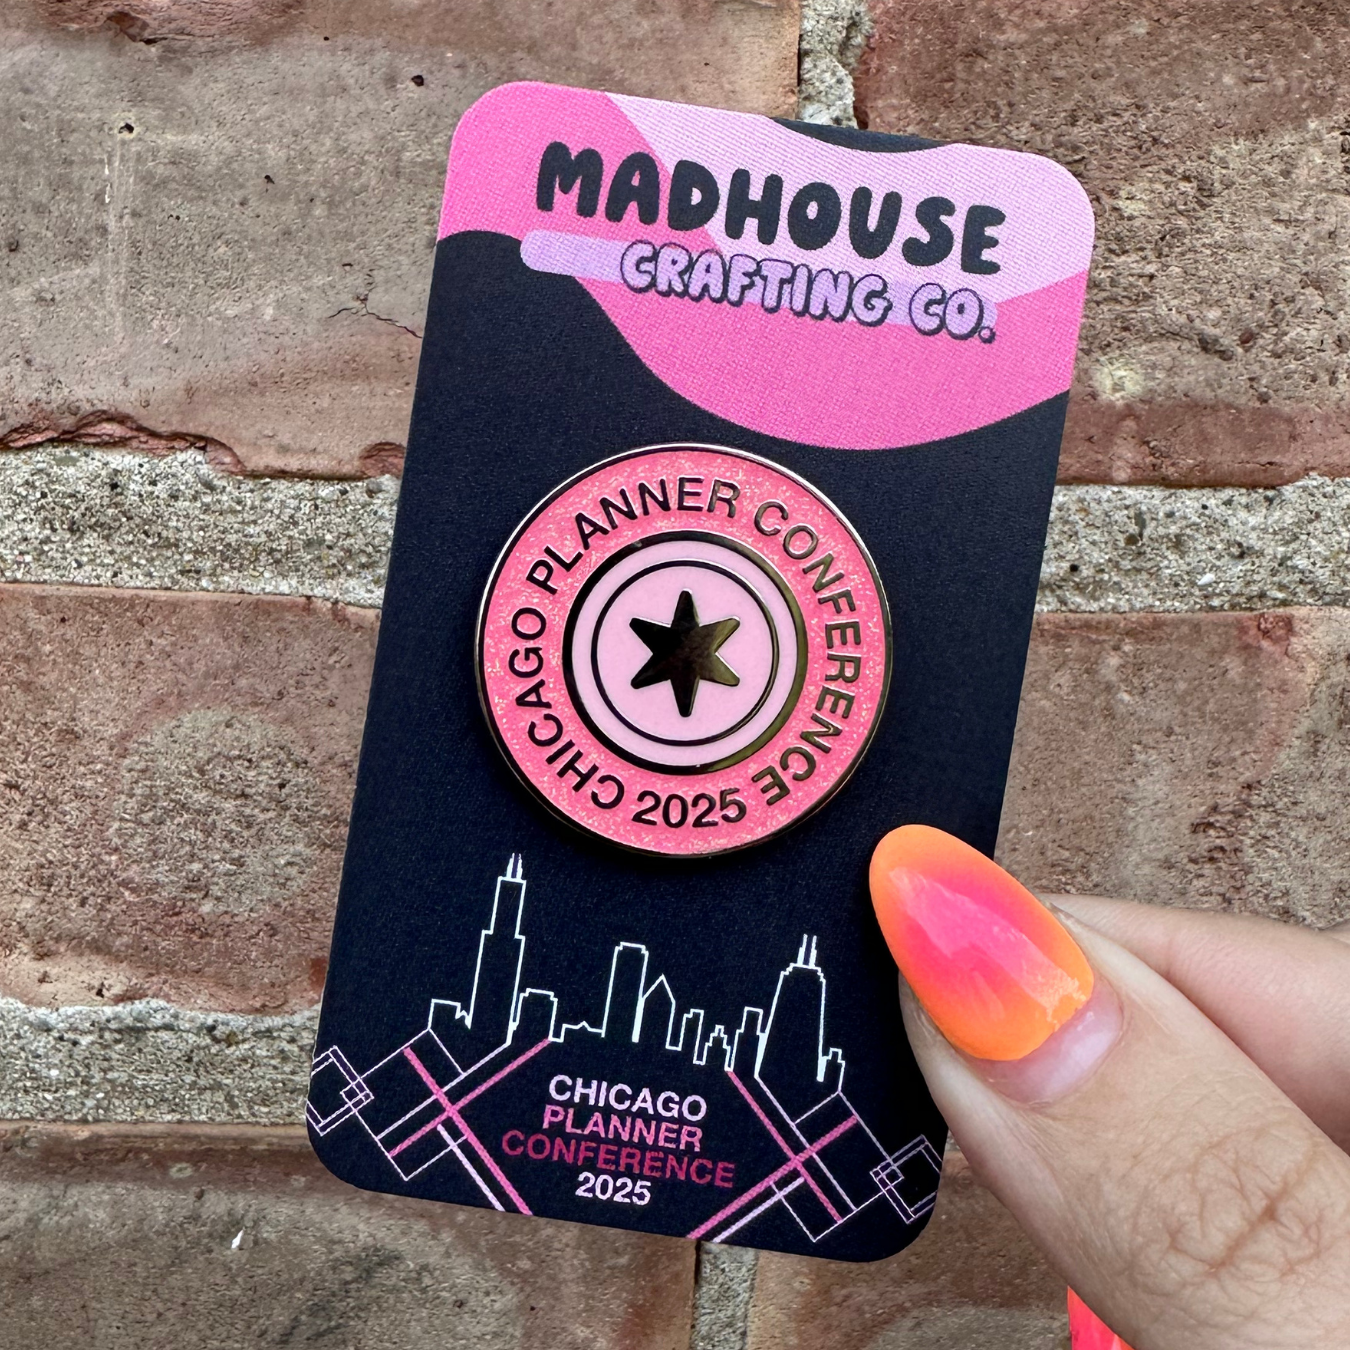 MADHOUSE
CRAFTING CO.
CHICAGO PLANNER CONFERENCE
2025
CHICAGO
PLANNER
CONFERENCE
2025